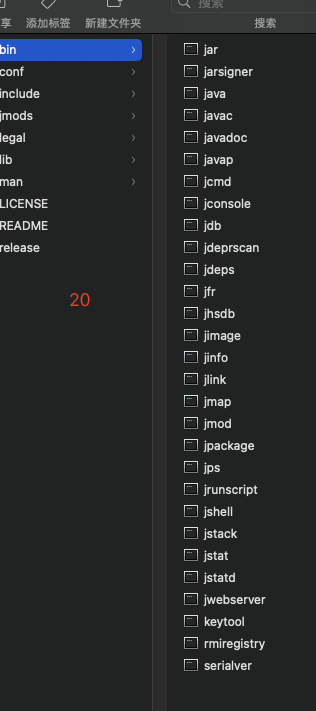 享 添加标签 新建文件夹 搜索
搜索
bin
conf
include
jmods
legal
lib
man
LICENSE
README
release
20
jar
jarsigner
java
javac
javadoc
javap
jcmd
jconsole
jdb
jdeprscan
jdeps
jfr
jhsdb
jimage
jinfo
jlink
jmap
jmod
jpackage
jps
jrunscript
jshell
jstack
jstat
jstatd
jwebserver
keytool
rmiregistry
serialver